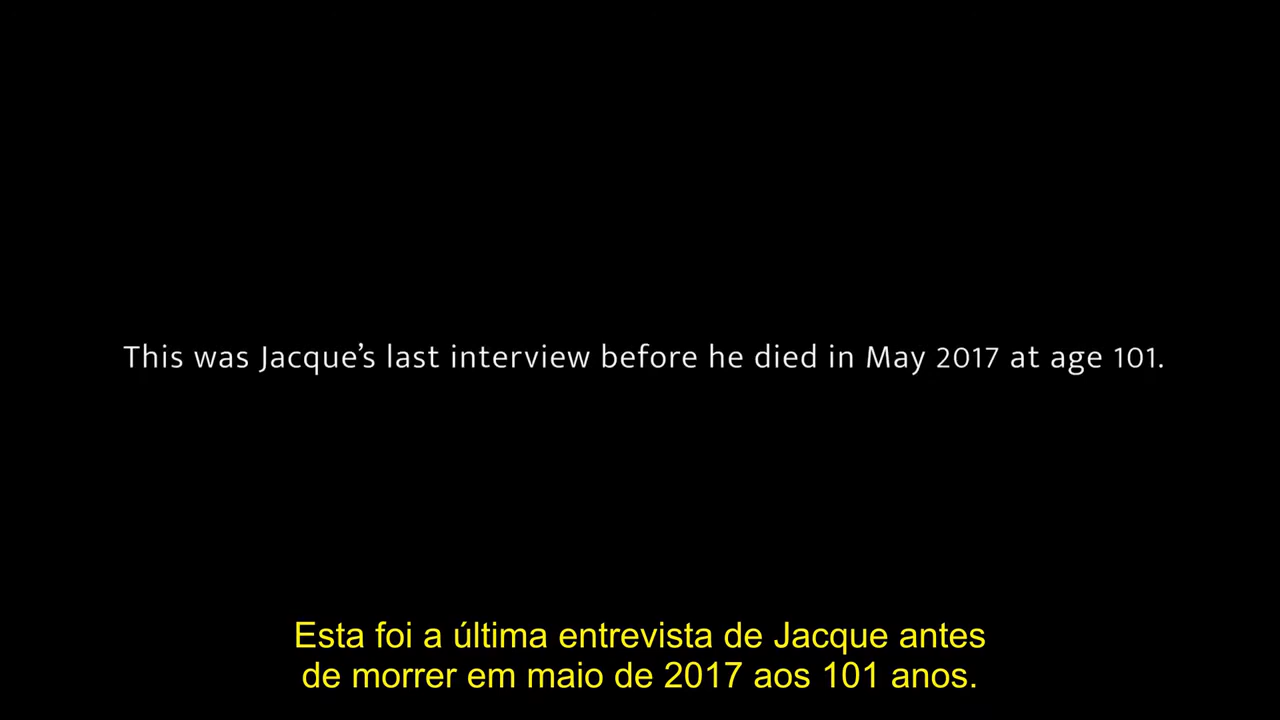 This was Jacque’s last interview before he died in May 2017 at age 101.
Esta foi a última entrevista de Jacque antes
de morrer em maio de 2017 aos 101 anos.